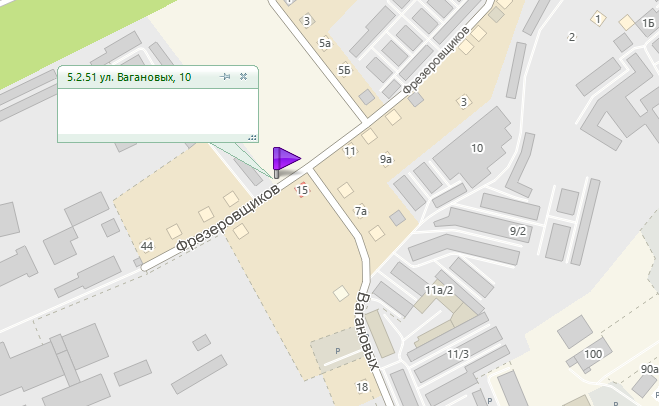 3
5а
5Б
2
1
1Б
5.2.51 ул. Вагановых, 10
Фрезеровщиков
3
11
9а
10
15
7а
Фрезеровщиков
44
9/2
11а/2
Вагановых
P
11/3
100
90а
18
P
P